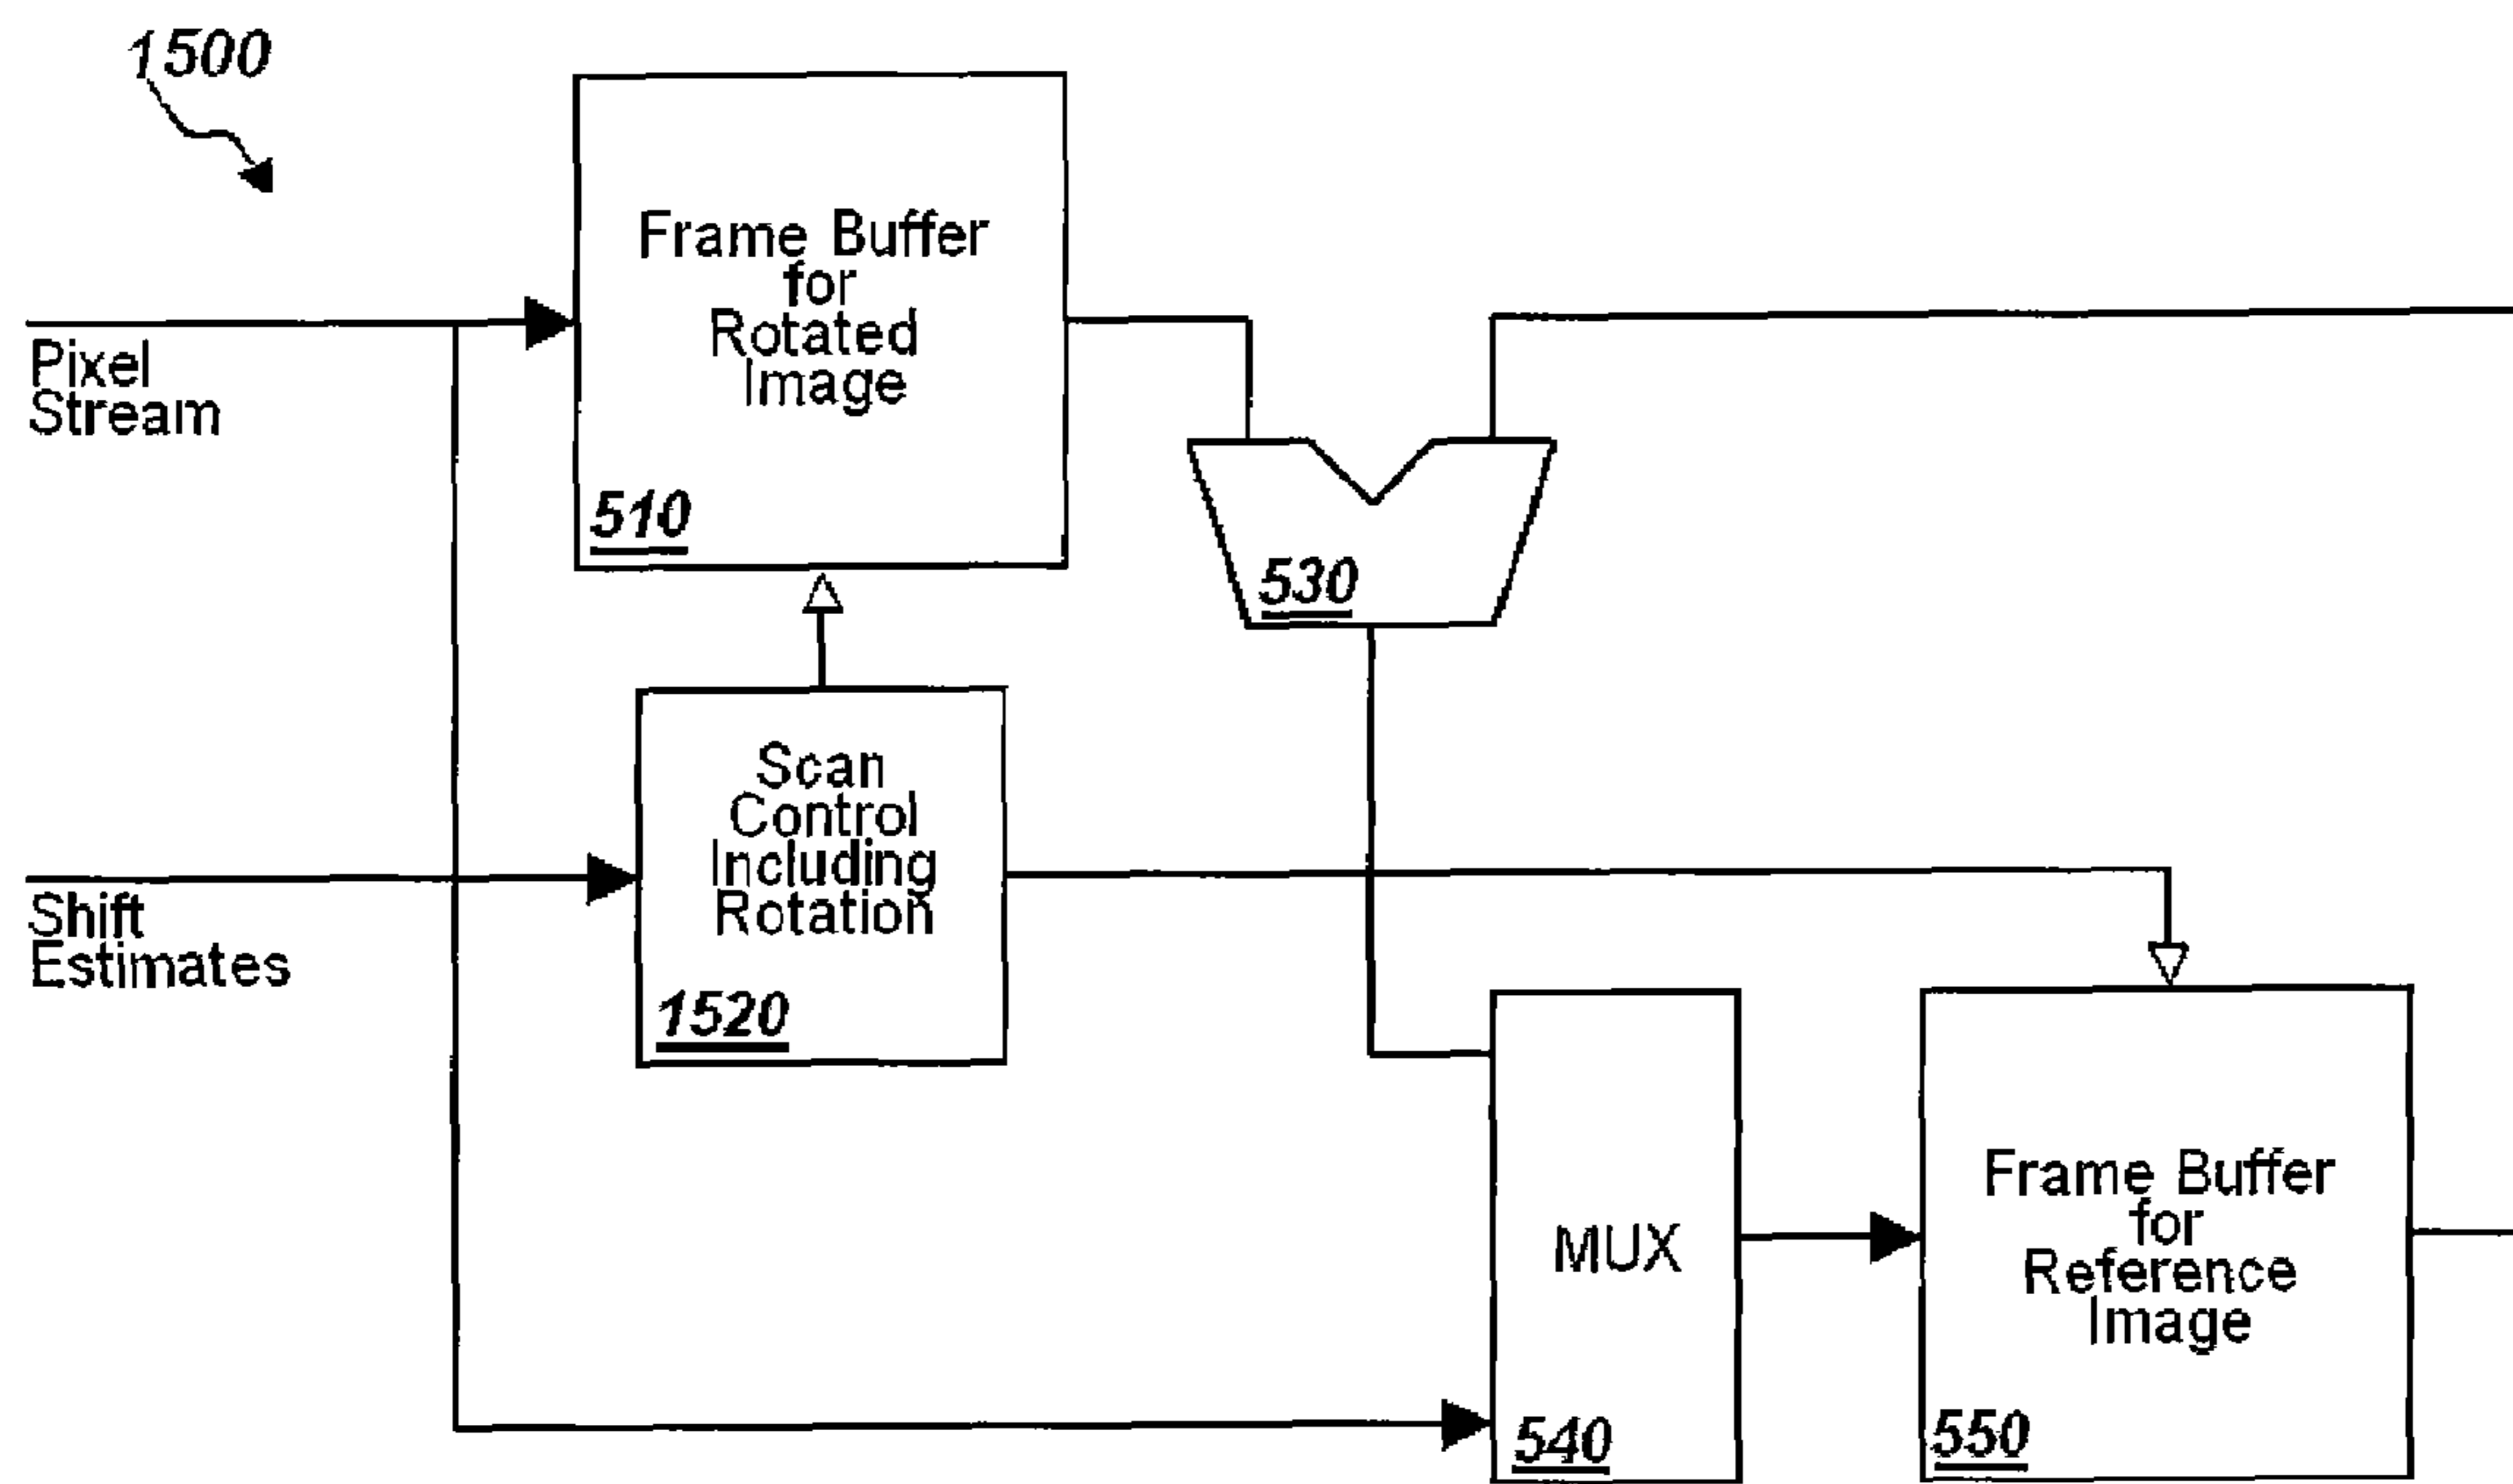 1500
Frame Buffer
for
Rotated
Image
510
Pixel
Stream
530
Scan
Control
Including
Rotation
1520
Shift
Estimates
MUX
540
Frame Buffer
for
Reference
Image
550